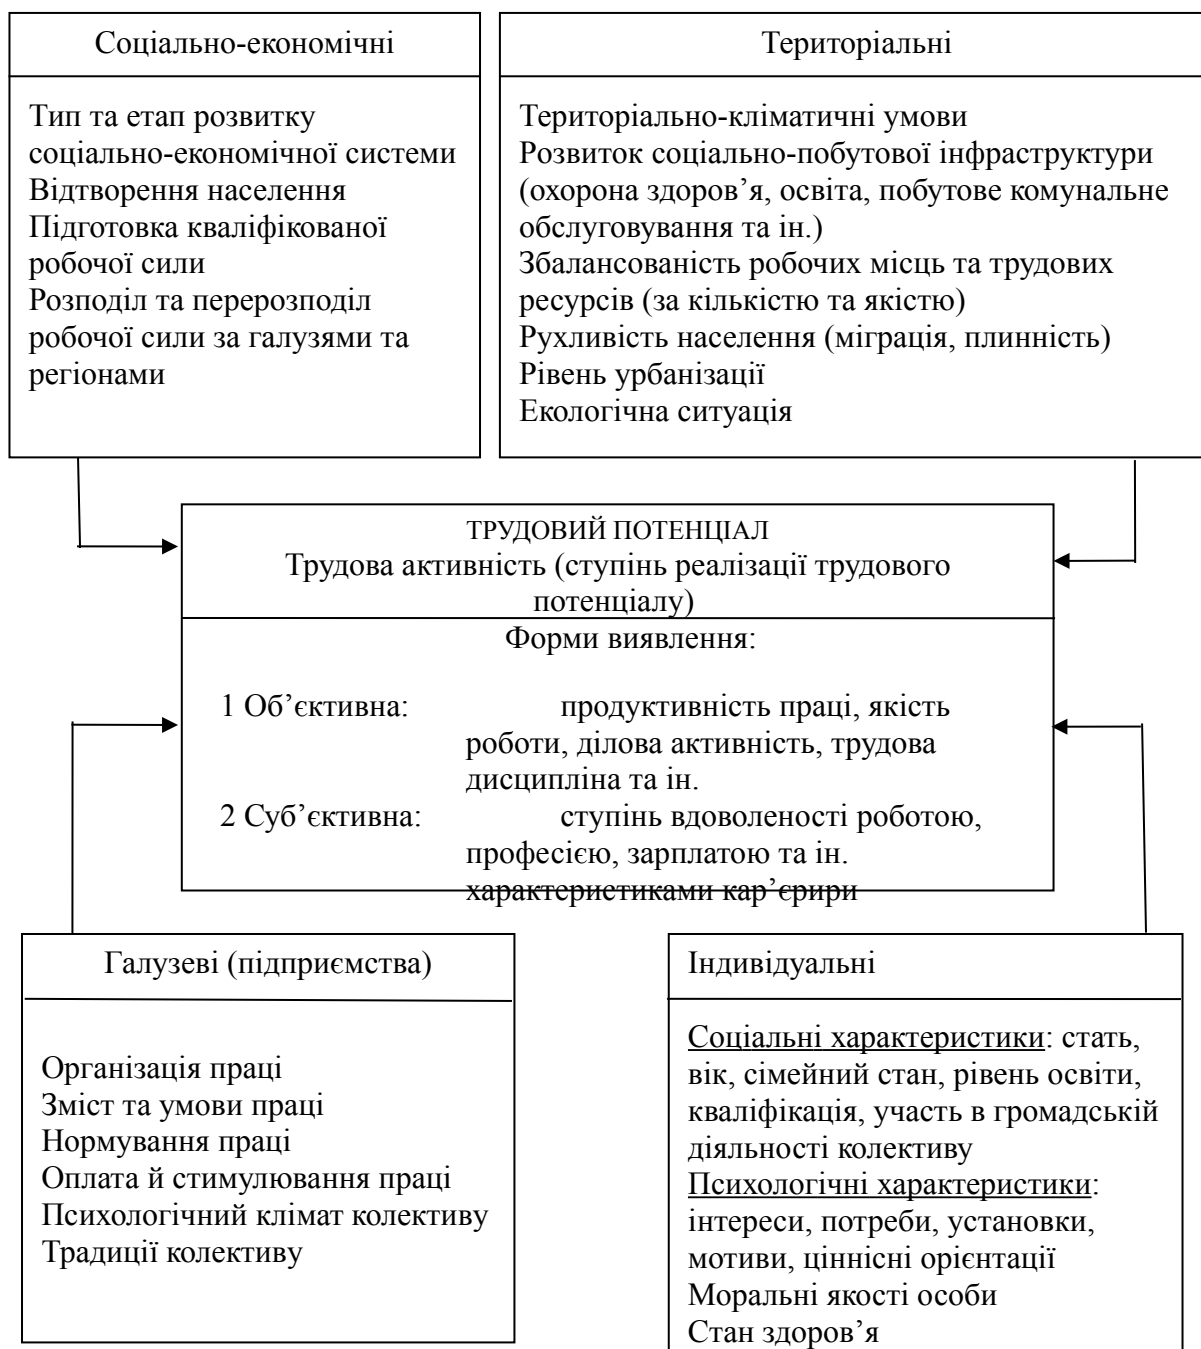 Соціально-економічні
Тип та етап розвитку
соціально-економічної системи
Відтворення населення
Підготовка кваліфікованої
робочої сили
Розподіл та перерозподіл
робочої сили за галузями та
регіонами
Територіальні
Територіально-кліматичні умови
Розвиток соціально-побутової інфраструктури
(охорона здоров’я, освіта, побутове комунальне
обслуговування та ін.)
Збалансованість робочих місць та трудових
ресурсів (за кількістю та якістю)
Рухливість населення (міграція, плинність)
Рівень урбанізації
Екологічна ситуація
ТРУДОВИЙ ПОТЕНЦІАЛ
Трудова активність (ступінь реалізації трудового
потенціалу)
Форми виявлення:
1 Об’єктивна: продуктивність праці, якість
роботи, ділова активність, трудова
дисципліна та ін.
2 Суб’єктивна: ступінь вдоволеності роботою,
професією, зарплатою та ін.
характеристиками кар’єрири
Галузеві (підприємства)
Організація праці
Зміст та умови праці
Нормування праці
Оплата й стимулювання праці
Психологічний клімат колективу
Традиції колективу
Індивідуальні
Соціальні характеристики: стать,
вік, сімейний стан, рівень освіти,
кваліфікація, участь в громадській
діяльності колективу
Психологічні характеристики:
інтереси, потреби, установки,
мотиви, ціннісні орієнтації
Моральні якості особи
Стан здоров’я